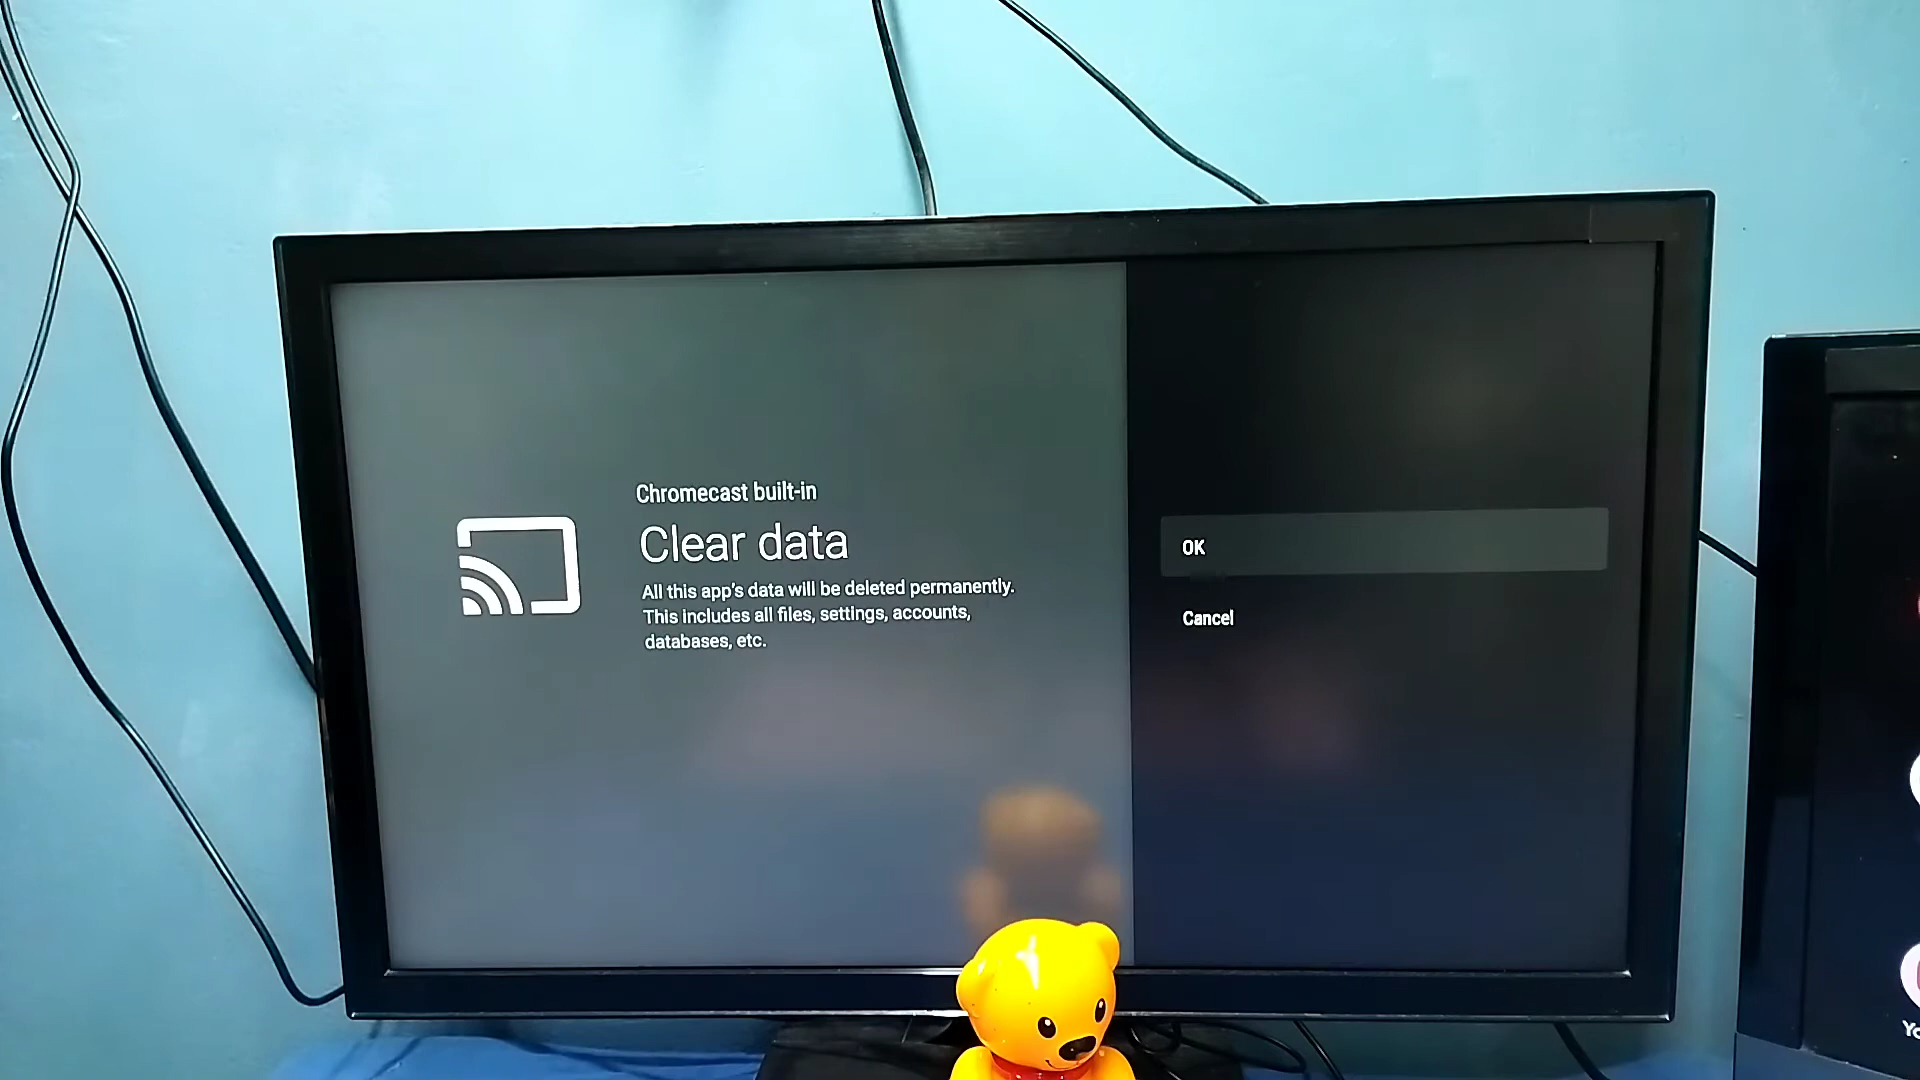 Chromecast built-in
Clear data
All this app's data will be deleted permanently.
This includes all files, settings, accounts,
databases, etc.
OK
Cancel